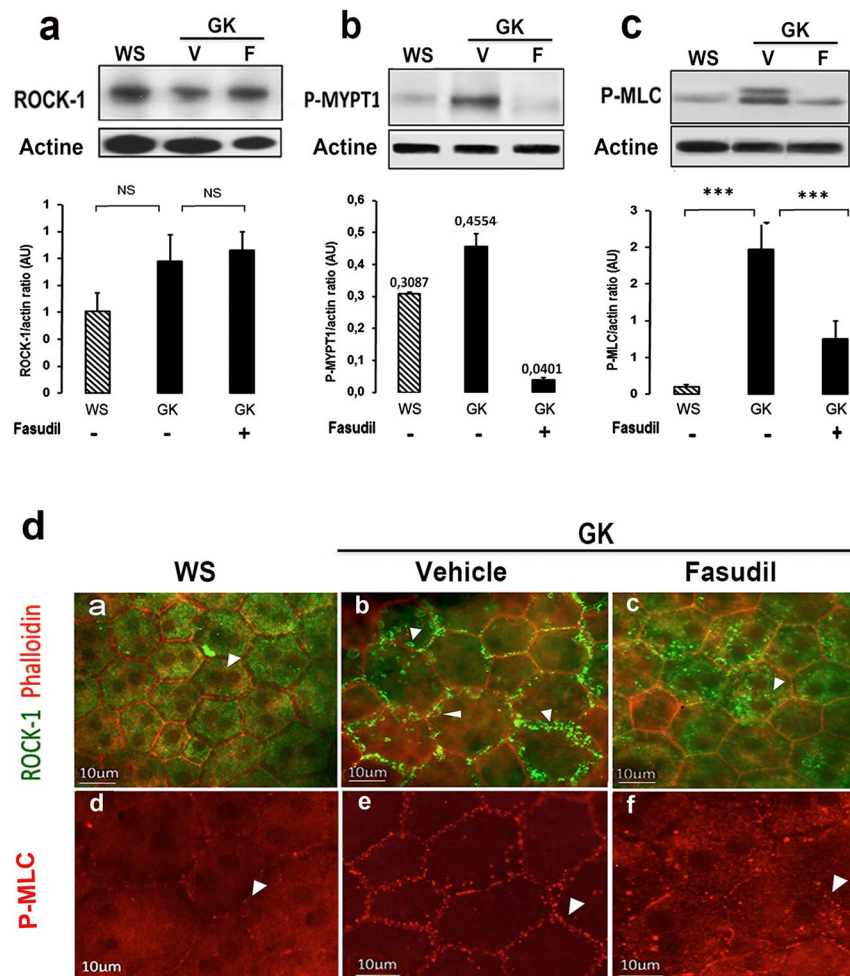 a
GK
WS V F
ROCK-1
Actine
NS NS
ROCK-1/actin ratio (AU)
1
1
1
1
1
0
0
0
WS GK GK
Fasudil - - +
b
GK
WS V F
P-MYPT1
Actine
P-MYPT1/actin ratio (AU)
0,6
0,5
0,4
0,3
0,2
0,1
0,0
0,3087
0,4554
0,0401
WS GK GK
Fasudil - - +
c
GK
WS V F
P-MLC
Actine
*** ***
P-MLC/actin ratio (AU)
3
2
2
1
1
0
WS GK GK
Fasudil - - +
d
GK
WS Vehicle Fasudil
ROCK-1 Phalloidin
a b c
10um 10um 10um
P-MLC
d e f
10um 10um 10um